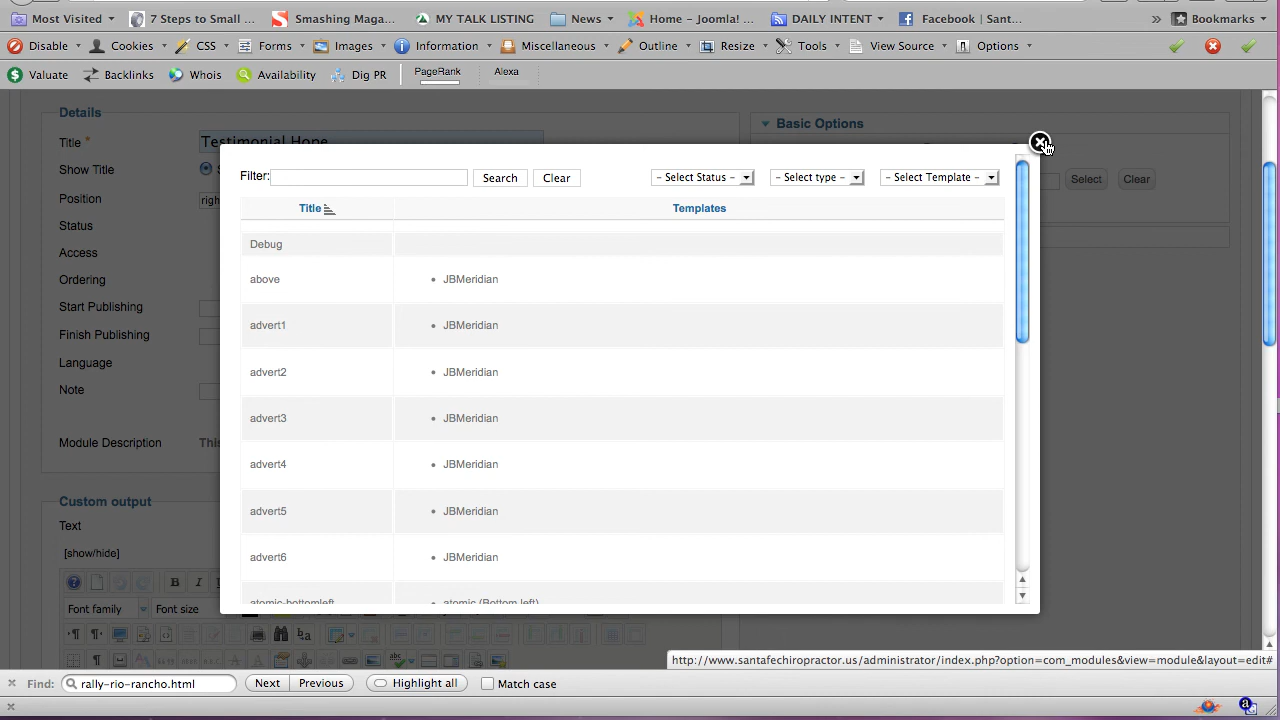 Most Visited 7 Steps to Small ... Smashing Maga... MY TALK LISTING News Home – Joomla! ... DAILY INTENT Facebook | Sant... » Bookmarks
Disable Cookies CSS Forms Images Information Miscellaneous Outline Resize Tools View Source Options
Valuate Backlinks Whois Availability Dig PR PageRank Alexa
Details
Basic Options
Title * Testimonial Hope
Show Title
Filter: Search Clear - Select Status - - Select type - - Select Template -
Select Clear
Position
Title Templates
Status
Debug
Access
above • JBMeridian
Ordering
Start Publishing
advert1 • JBMeridian
Finish Publishing
Language
advert2 • JBMeridian
Note
advert3 • JBMeridian
Module Description
advert4 • JBMeridian
Custom output
advert5 • JBMeridian
Text
[show/hide]
advert6 • JBMeridian
B I
Font family Font size
atomic-bottomleft • atomic (Bottom left)
http://www.santafechiropractor.us/administrator/index.php?option=com_modules&view=module&layout=edit#
Find: rally-rio-rancho.html Next Previous Highlight all Match case